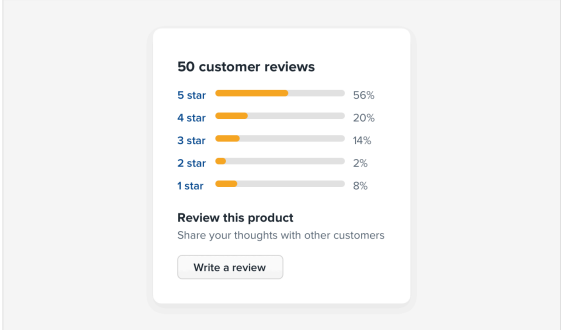 50 customer reviews
5 star 56%
4 star 20%
3 star 14%
2 star 2%
1 star 8%
Review this product
Share your thoughts with other customers
Write a review